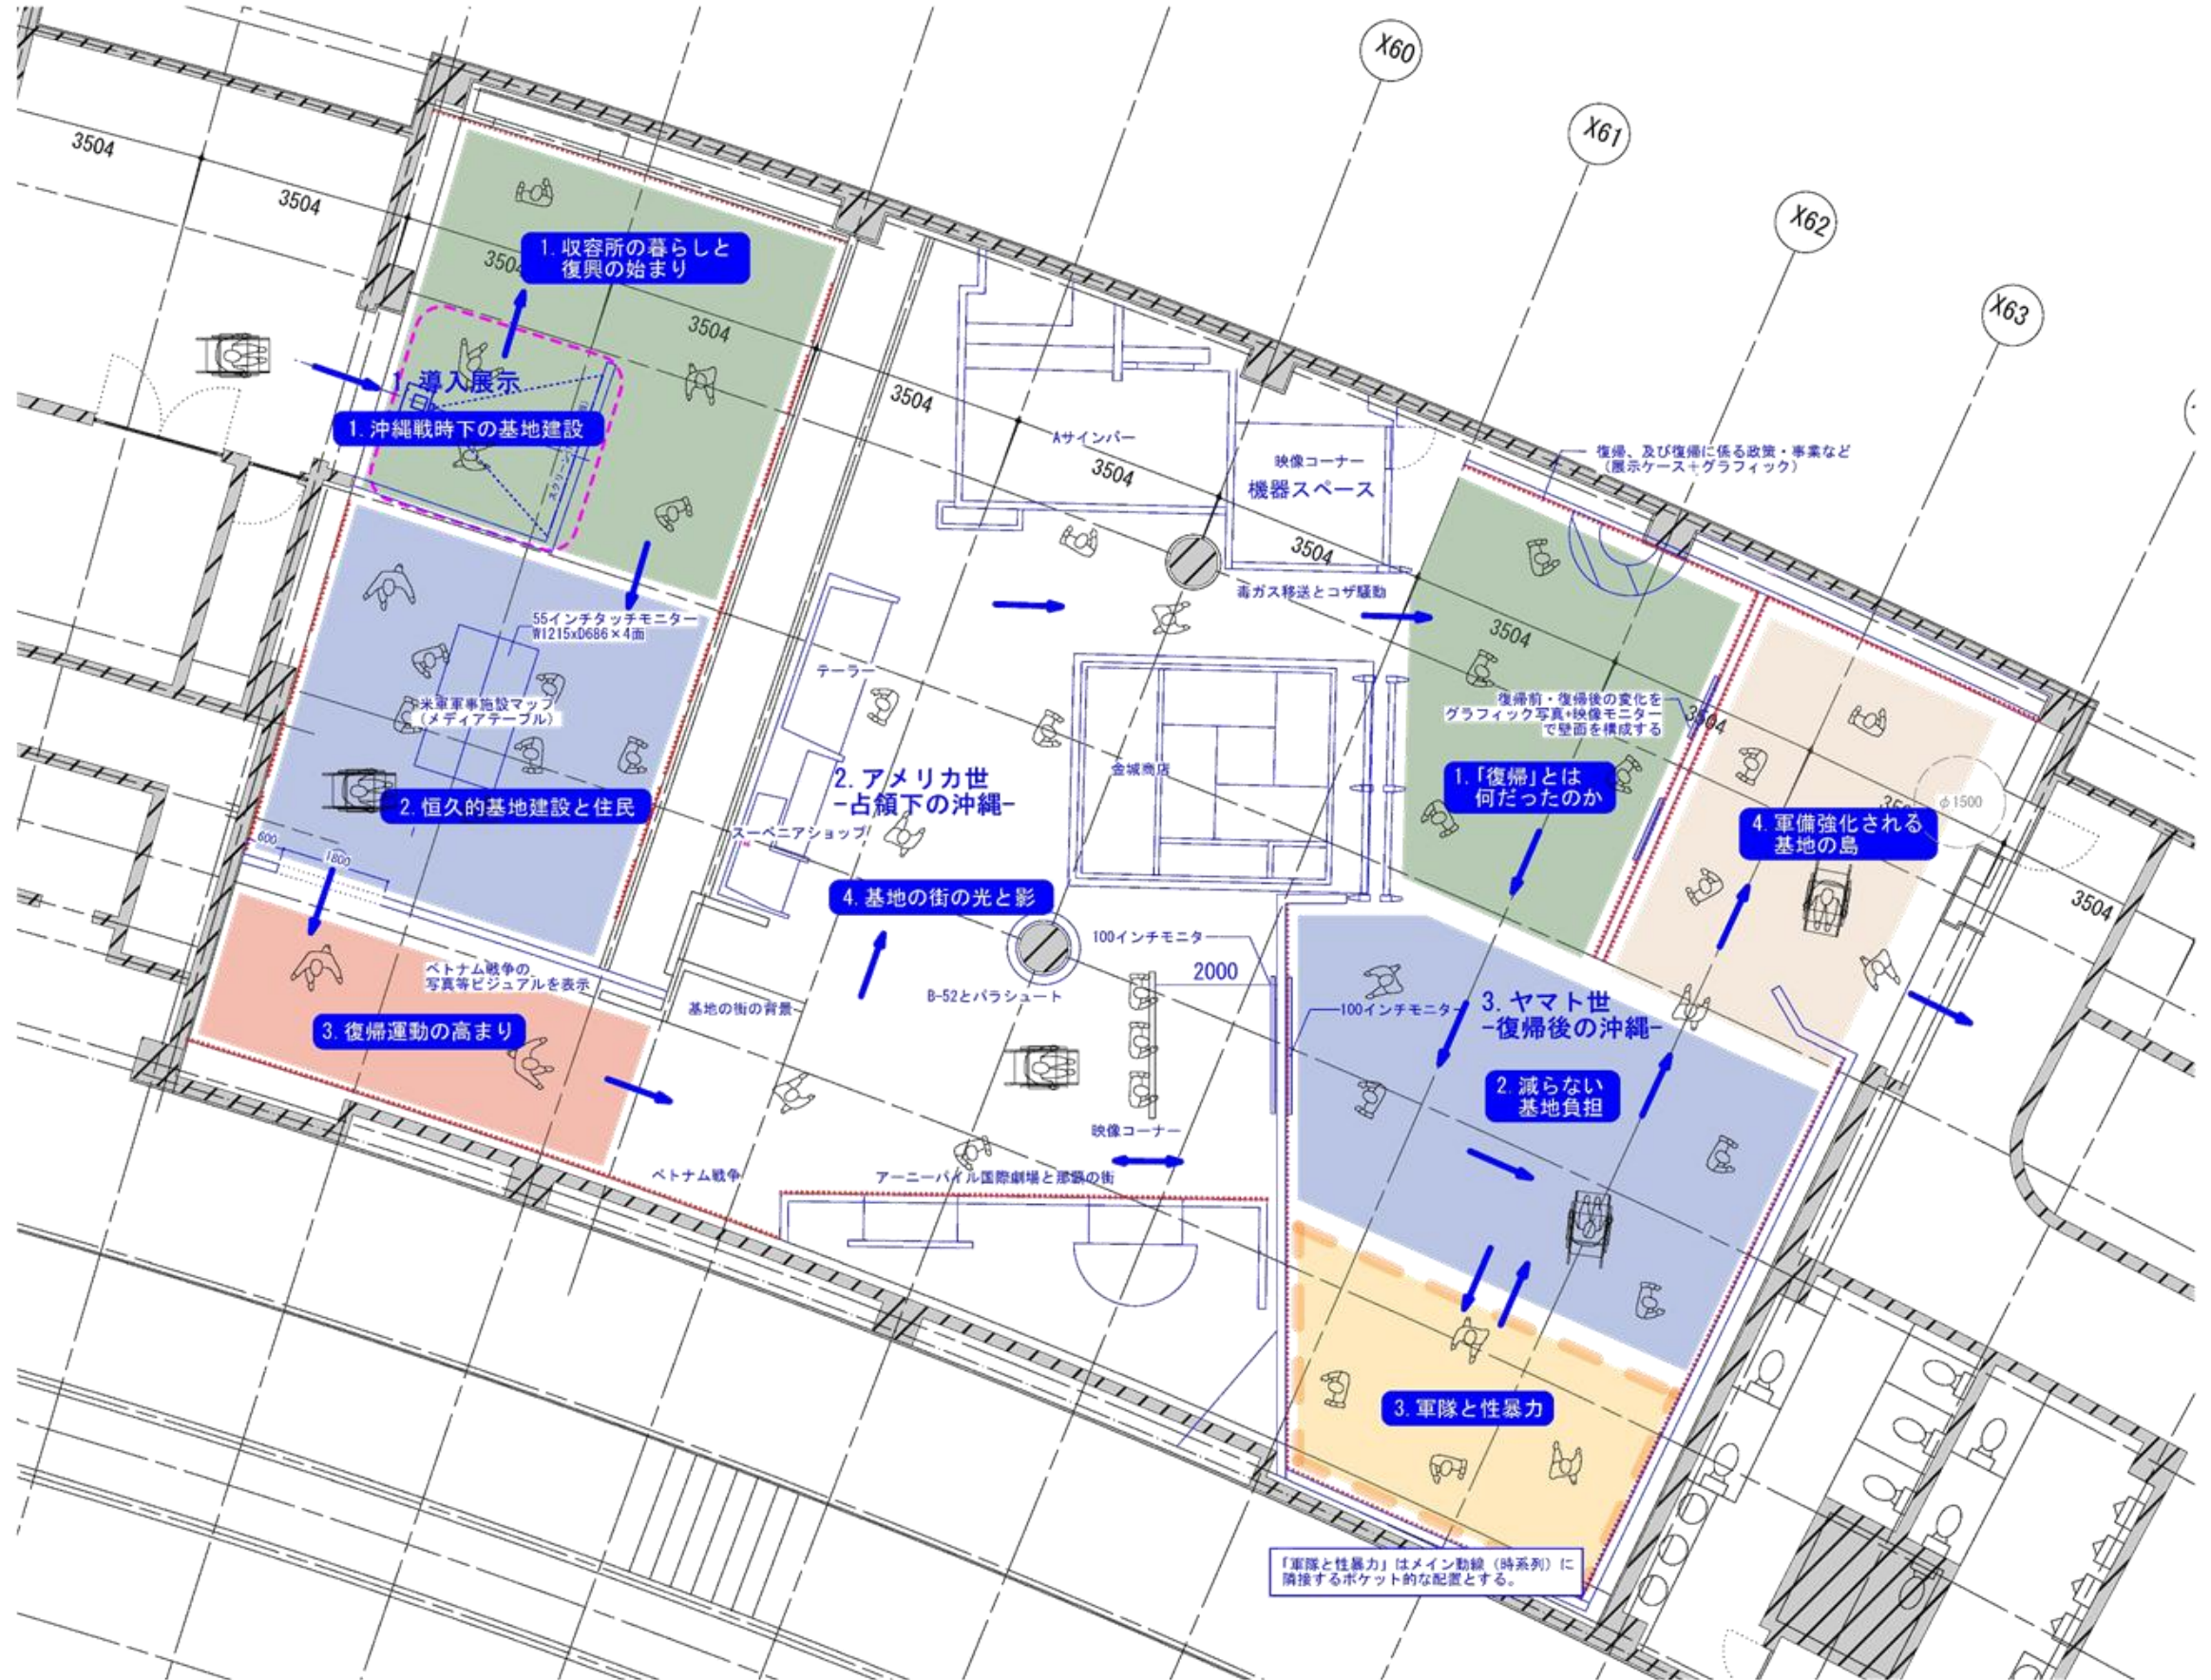 X60
X61
X62
X63
3504
3504
3504
3504
3504
3504
3504
3504
3504
1. 収容所の暮らしと
復興の始まり
1. 導入展示
1. 沖縄戦時下の基地建設
55インチタッチモニター
W1215xD686×4面
米軍軍事施設マップ
（メディアテーブル）
2. 恒久的基地建設と住民
600
1800
ベトナム戦争の
写真等ビジュアルを表示
3. 復帰運動の高まり
ベトナム戦争
基地の街の背景
Aサインバー
映像コーナー
機器スペース
毒ガス移送とコザ騒動
テーラー
金城商店
2. アメリカ世
-占領下の沖縄-
スーベニアショップ
4. 基地の街の光と影
100インチモニター
2000
B-52とパラシュート
映像コーナー
アーニーパイル国際劇場と那覇の街
復帰、及び復帰に係る政策・事業など
（展示ケース＋グラフィック）
復帰前・復帰後の変化を
グラフィック写真+映像モニター
で壁面を構成する
1.「復帰」とは
何だったのか
φ1500
4. 軍備強化される
基地の島
3504
100インチモニター
3. ヤマト世
-復帰後の沖縄-
2. 減らない
基地負担
3. 軍隊と性暴力
「軍隊と性暴力」はメイン動線（時系列）に
隣接するポケット的な配置とする。